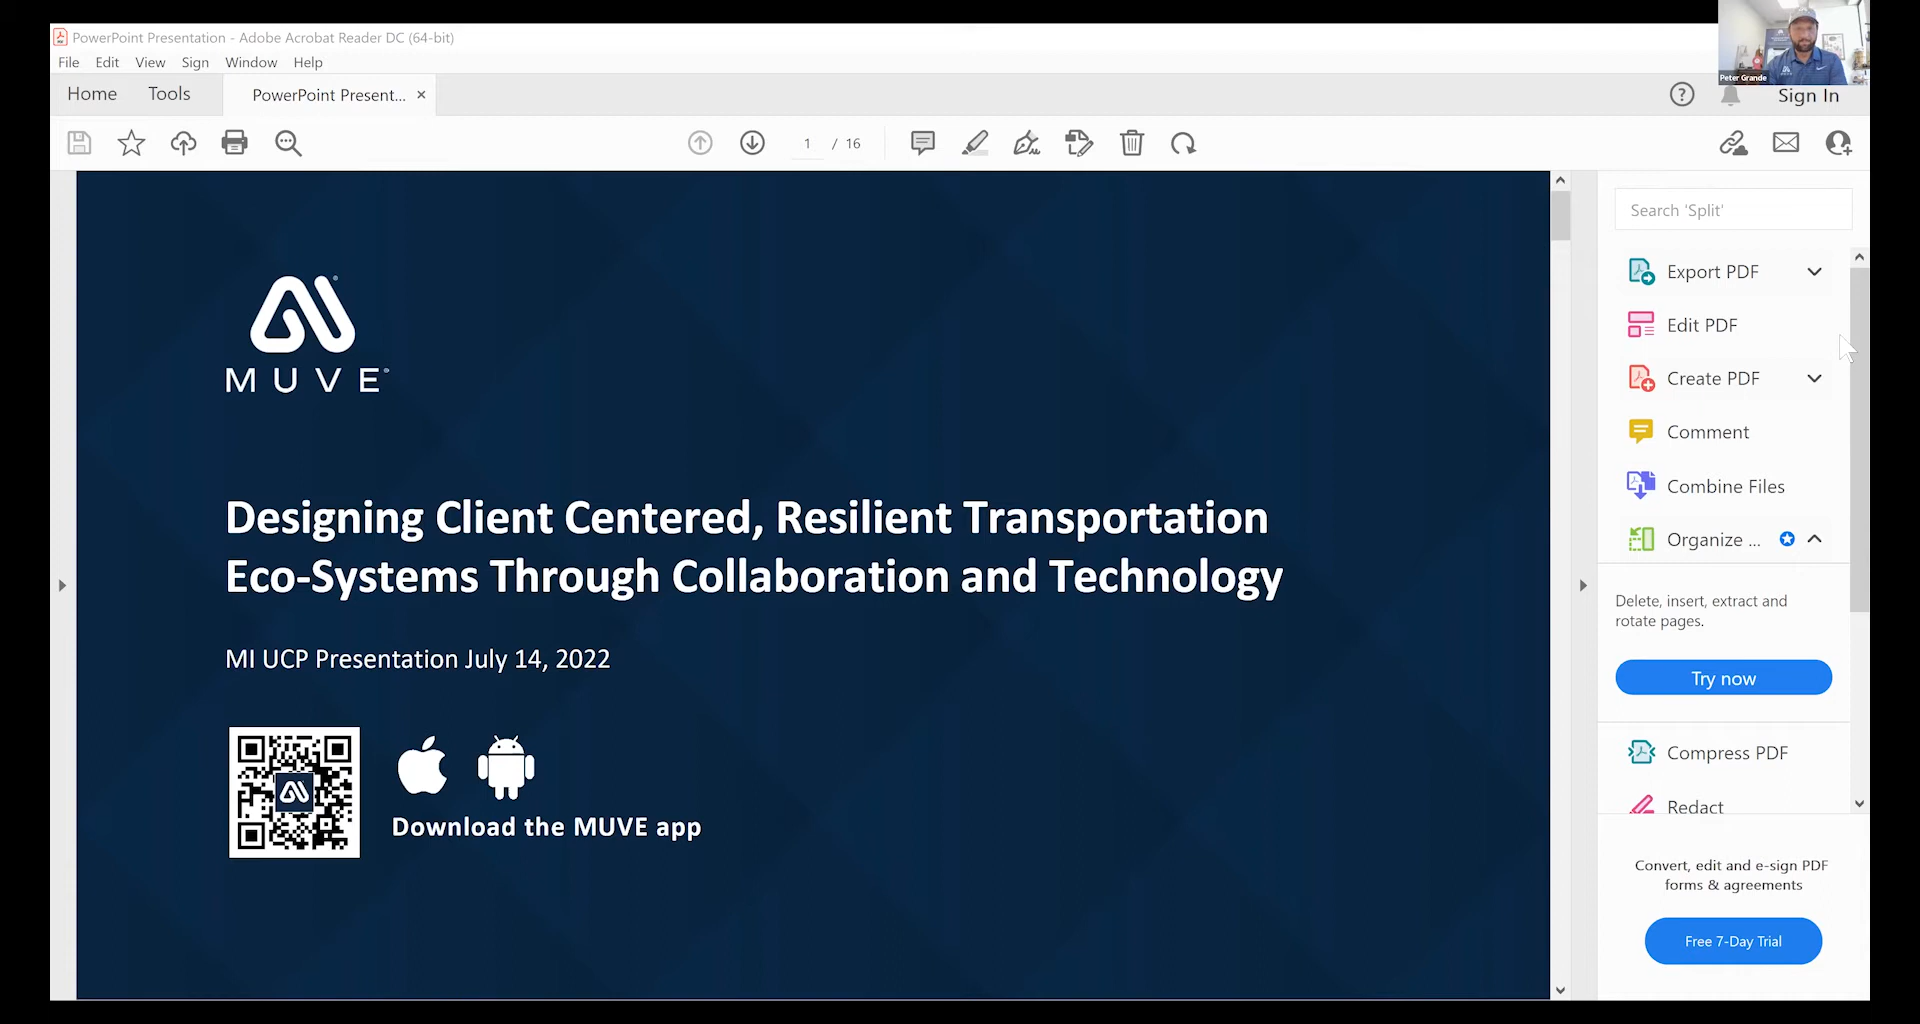 PowerPoint Presentation - Adobe Acrobat Reader DC (64-bit)
File Edit View Sign Window Help
Peter Grande
Home Tools PowerPoint Present... ×
? Sign In
1 / 16
MUVE®
Designing Client Centered, Resilient Transportation
Eco-Systems Through Collaboration and Technology
MI UCP Presentation July 14, 2022
Download the MUVE app
Search 'Split'
Export PDF
Edit PDF
Create PDF
Comment
Combine Files
Organize ...
Delete, insert, extract and
rotate pages.
Try now
Compress PDF
Redact
Convert, edit and e-sign PDF
forms & agreements
Free 7-Day Trial